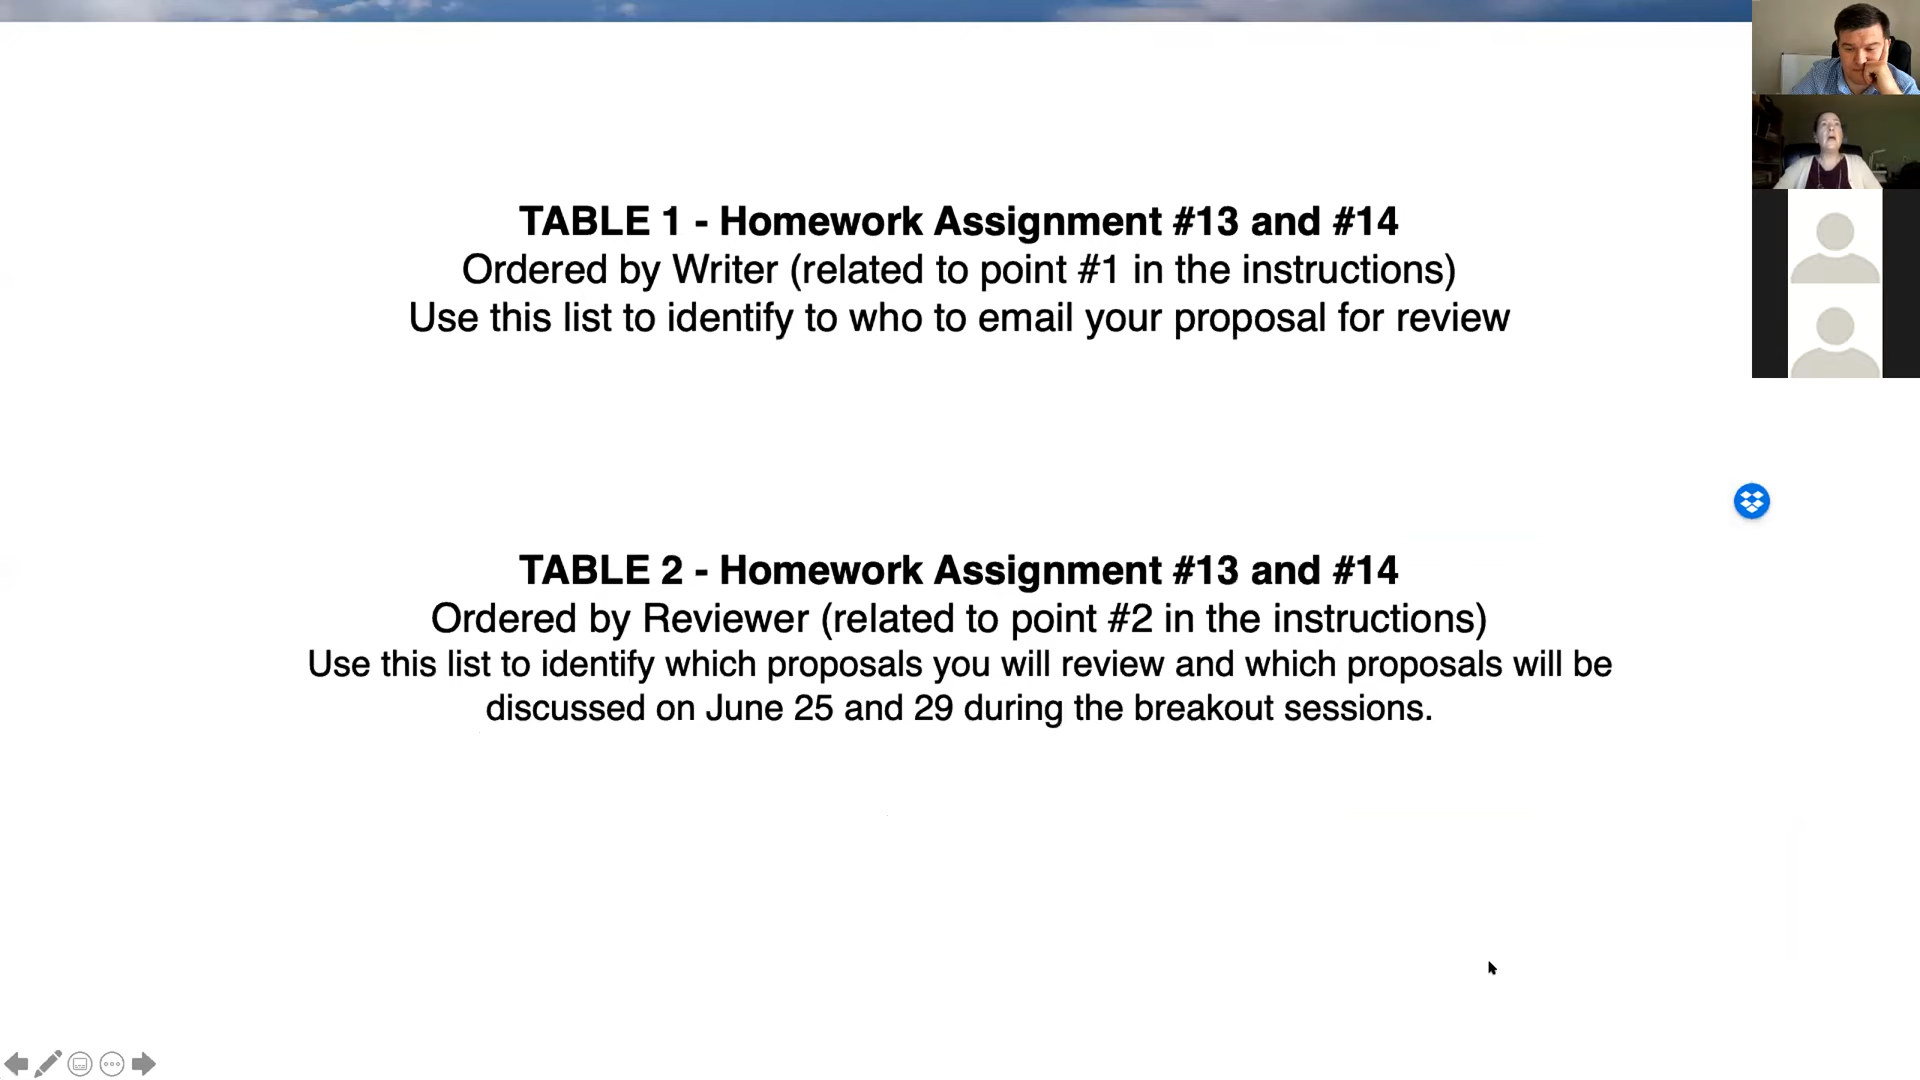 TABLE 1 - Homework Assignment #13 and #14
Ordered by Writer (related to point #1 in the instructions)
Use this list to identify to who to email your proposal for review
TABLE 2 - Homework Assignment #13 and #14
Ordered by Reviewer (related to point #2 in the instructions)
Use this list to identify which proposals you will review and which proposals will be
discussed on June 25 and 29 during the breakout sessions.